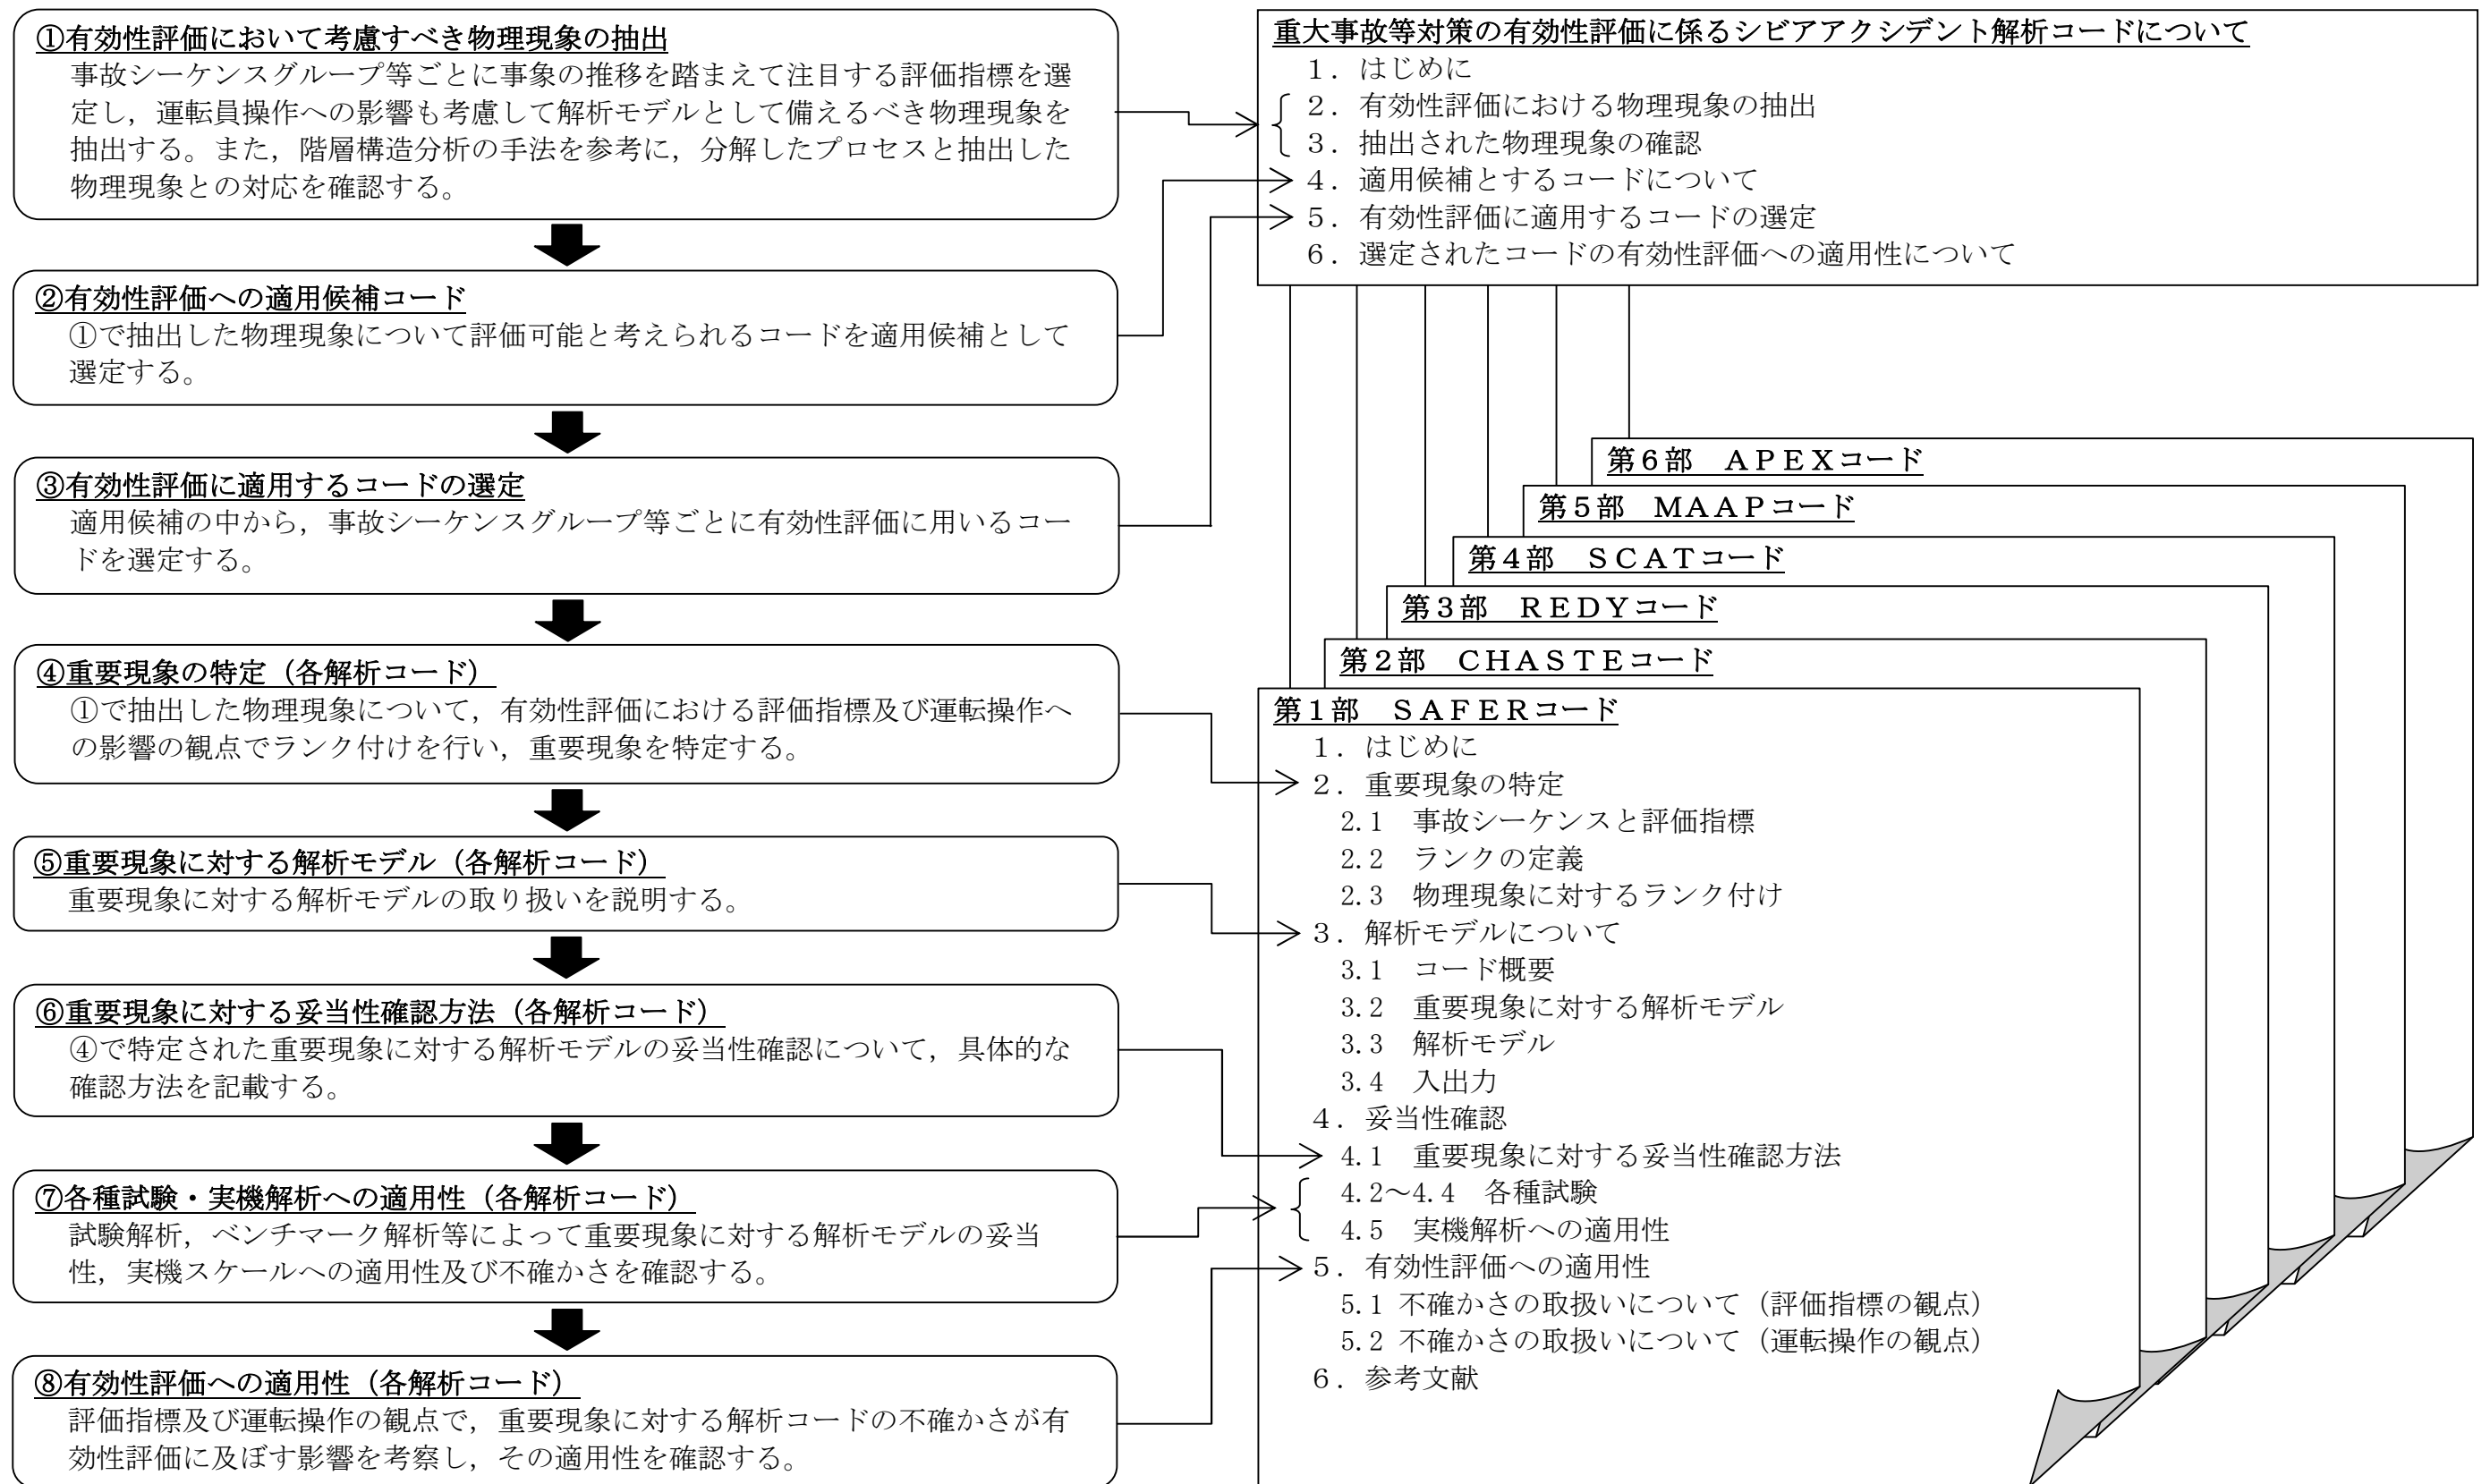 ①有効性評価において考慮すべき物理現象の抽出
事故シーケンスグループ等ごとに事象の推移を踏まえて注目する評価指標を選
定し，運転員操作への影響も考慮して解析モデルとして備えるべき物理現象を
抽出する。また，階層構造分析の手法を参考に，分解したプロセスと抽出した
物理現象との対応を確認する。
②有効性評価への適用候補コード
①で抽出した物理現象について評価可能と考えられるコードを適用候補として
選定する。
③有効性評価に適用するコードの選定
適用候補の中から，事故シーケンスグループ等ごとに有効性評価に用いるコー
ドを選定する。
④重要現象の特定（各解析コード）
①で抽出した物理現象について，有効性評価における評価指標及び運転操作へ
の影響の観点でランク付けを行い，重要現象を特定する。
⑤重要現象に対する解析モデル（各解析コード）
重要現象に対する解析モデルの取り扱いを説明する。
⑥重要現象に対する妥当性確認方法（各解析コード）
④で特定された重要現象に対する解析モデルの妥当性確認について，具体的な
確認方法を記載する。
⑦各種試験・実機解析への適用性（各解析コード）
試験解析，ベンチマーク解析等によって重要現象に対する解析モデルの妥当
性，実機スケールへの適用性及び不確かさを確認する。
⑧有効性評価への適用性（各解析コード）
評価指標及び運転操作の観点で，重要現象に対する解析コードの不確かさが有
効性評価に及ぼす影響を考察し，その適用性を確認する。
重大事故等対策の有効性評価に係るシビアアクシデント解析コードについて
１．はじめに
２．有効性評価における物理現象の抽出
３．抽出された物理現象の確認
４．適用候補とするコードについて
５．有効性評価に適用するコードの選定
６．選定されたコードの有効性評価への適用性について
第６部　ＡＰＥＸコード
第５部　ＭＡＡＰコード
第４部　ＳＣＡＴコード
第３部　ＲＥＤＹコード
第２部　ＣＨＡＳＴＥコード
第１部　ＳＡＦＥＲコード
１．はじめに
２．重要現象の特定
2.1　事故シーケンスと評価指標
2.2　ランクの定義
2.3　物理現象に対するランク付け
３．解析モデルについて
3.1　コード概要
3.2　重要現象に対する解析モデル
3.3　解析モデル
3.4　入出力
４．妥当性確認
4.1　重要現象に対する妥当性確認方法
4.2～4.4　各種試験
4.5　実機解析への適用性
５．有効性評価への適用性
5.1 不確かさの取扱いについて（評価指標の観点）
5.2 不確かさの取扱いについて（運転操作の観点）
６．参考文献